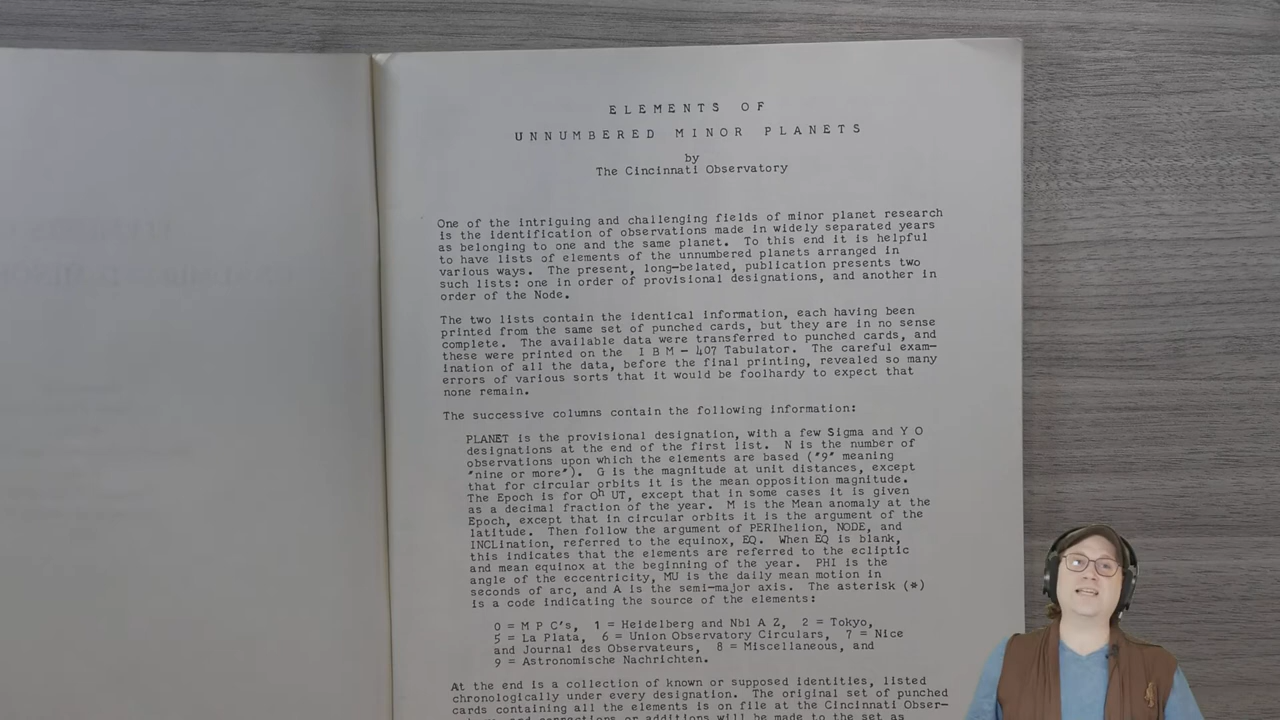 ELEMENTS OF
UNNUMBERED MINOR PLANETS
by
The Cincinnati Observatory
One of the intriguing and challenging fields of minor planet research
is the identification of observations made in widely separated years
as belonging to one and the same planet. To this end it is helpful
to have lists of elements of the unnumbered planets arranged in
various ways. The present, long-belated, publication presents two
such lists: one in order of provisional designations, and another in
order of the Node.
The two lists contain the identical information, each having been
printed from the same set of punched cards, but they are in no sense
complete. The available data were transferred to punched cards, and
these were printed on the I B M - 407 Tabulator. The careful exam-
ination of all the data, before the final printing, revealed so many
errors of various sorts that it would be foolhardy to expect that
none remain.
The successive columns contain the following information:
PLANET is the provisional designation, with a few Sigma and Y O
designations at the end of the first list. N is the number of
observations upon which the elements are based ("9" meaning
"nine or more"). G is the magnitude at unit distances, except
that for circular orbits it is the mean opposition magnitude.
The Epoch is for 0h UT, except that in some cases it is given
as a decimal fraction of the year. M is the Mean anomaly at the
Epoch, except that in circular orbits it is the argument of the
latitude. Then follow the argument of PERIhelion, NODE, and
INCLination, referred to the equinox, EQ. When EQ is blank,
this indicates that the elements are referred to the ecliptic
and mean equinox at the beginning of the year. PHI is the
angle of the eccentricity, MU is the daily mean motion in
seconds of arc, and A is the semi-major axis. The asterisk (*)
is a code indicating the source of the elements:
0 = M P C's, 1 = Heidelberg and Nbl A Z, 2 = Tokyo,
5 = La Plata, 6 = Union Observatory Circulars, 7 = Nice
and Journal des Observateurs, 8 = Miscellaneous, and
9 = Astronomische Nachrichten.
At the end is a collection of known or supposed identities, listed
chronologically under every designation. The original set of punched
cards containing all the elements is on file at the Cincinnati Obser-
and corrections or additions will be made to the set as